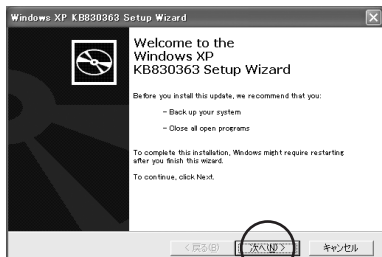 Windows XP KB830363 Setup Wizard
Welcome to the
Windows XP
KB830363 Setup Wizard
Before you install this update, we recommend that you:
- Back up your system
- Close all open programs
To complete this installation, Windows might require restarting
after you finish this wizard.
To continue, click Next.
< 戻る(B)
次へ(N) >
キャンセル